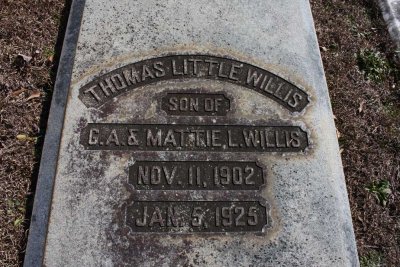 THOMAS LITTLE WILLIS
SON OF
C.A. & MATTIE L. WILLIS
NOV. 11, 1902
JAN. 5, 1925